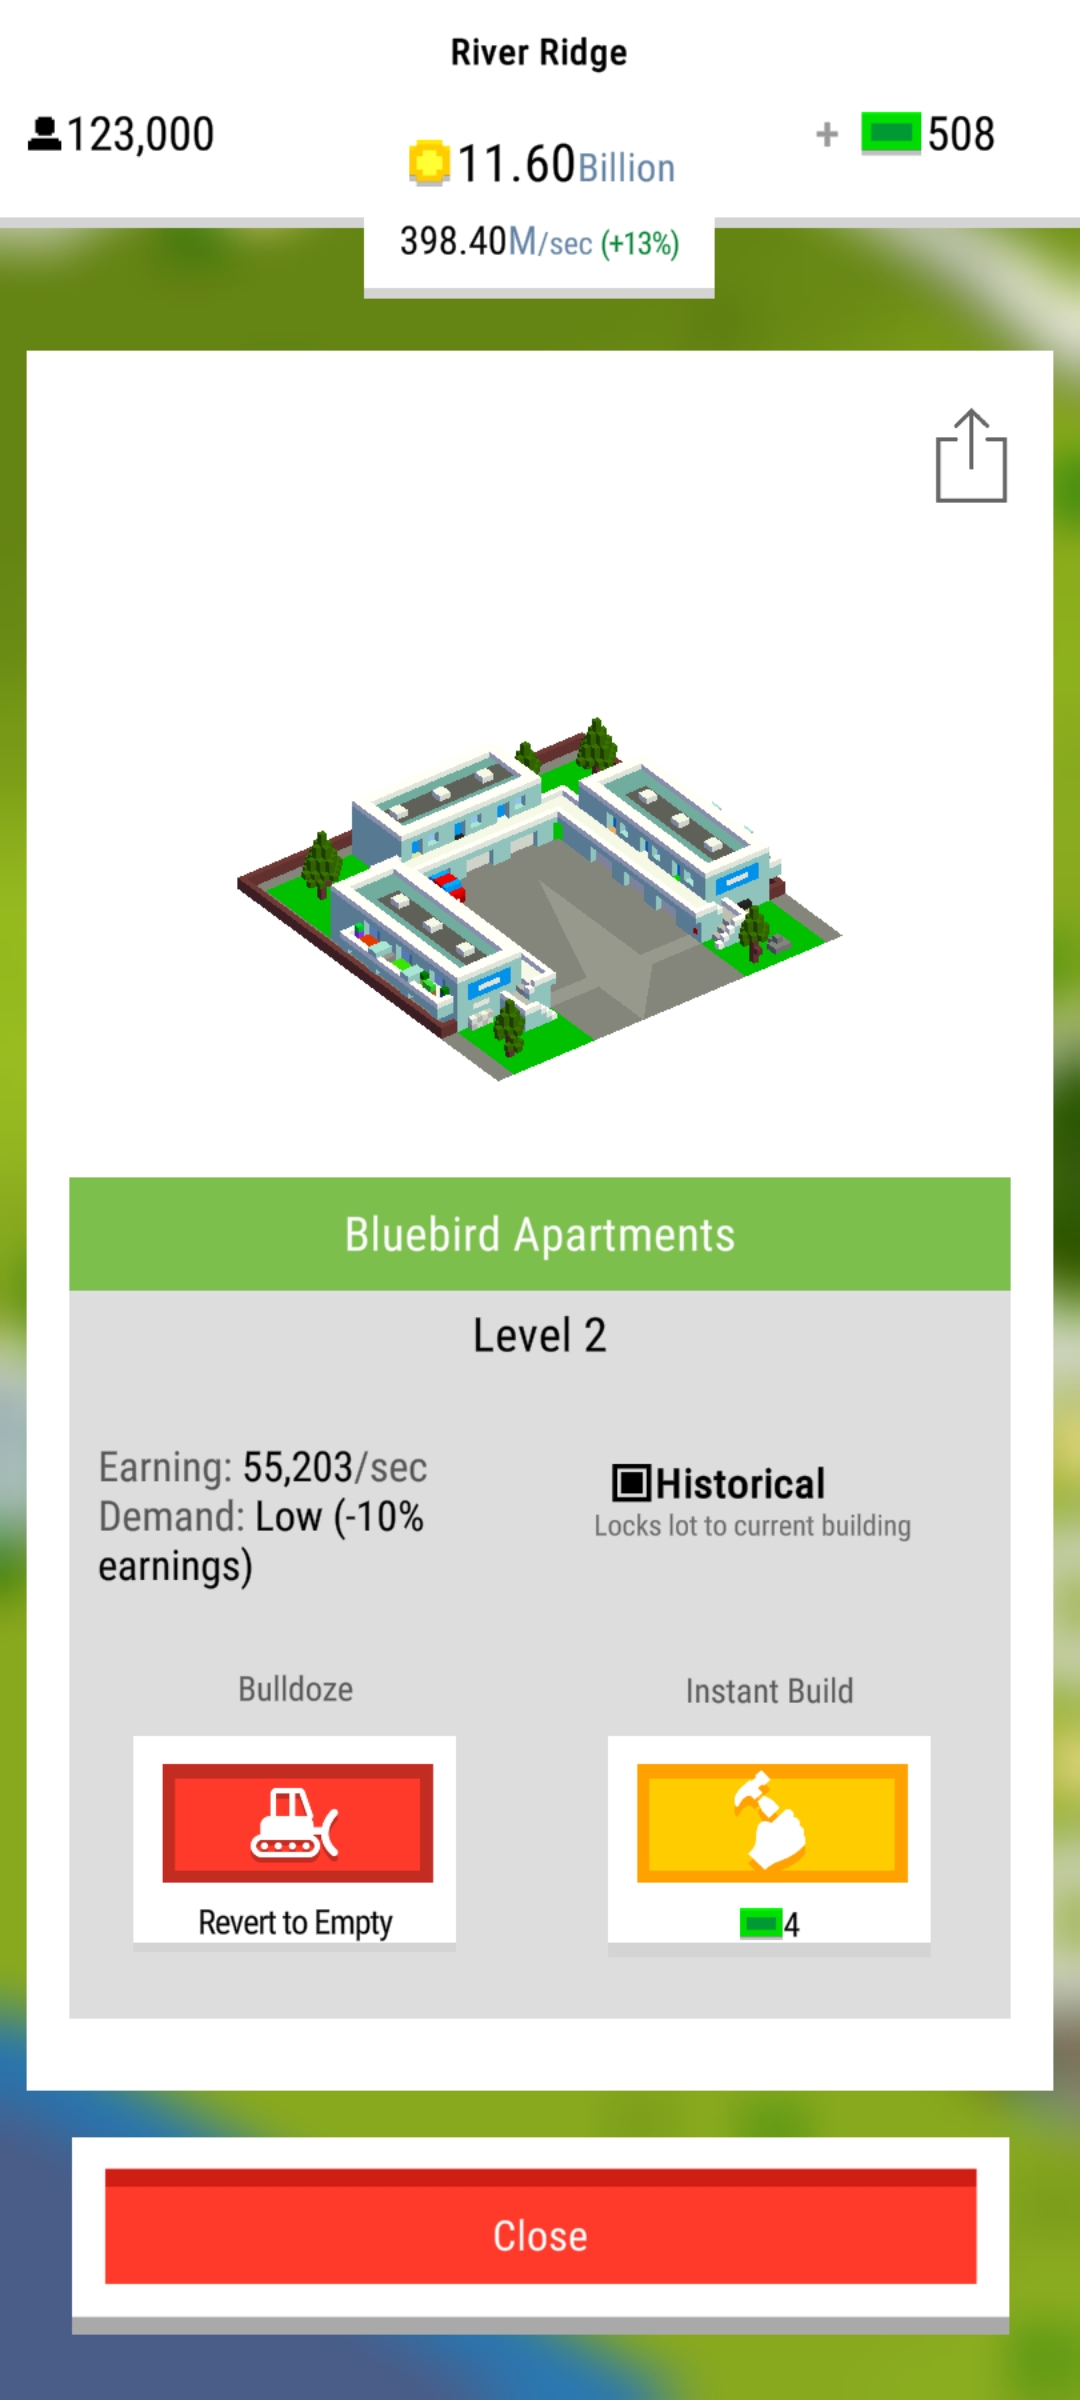 River Ridge
123,000
11.60Billion
+ 508
398.40M/sec (+13%)
Bluebird Apartments
Level 2
Earning: 55,203/sec
Demand: Low (-10%
earnings)
Historical
Locks lot to current building
Bulldoze
Instant Build
Revert to Empty
4
Close